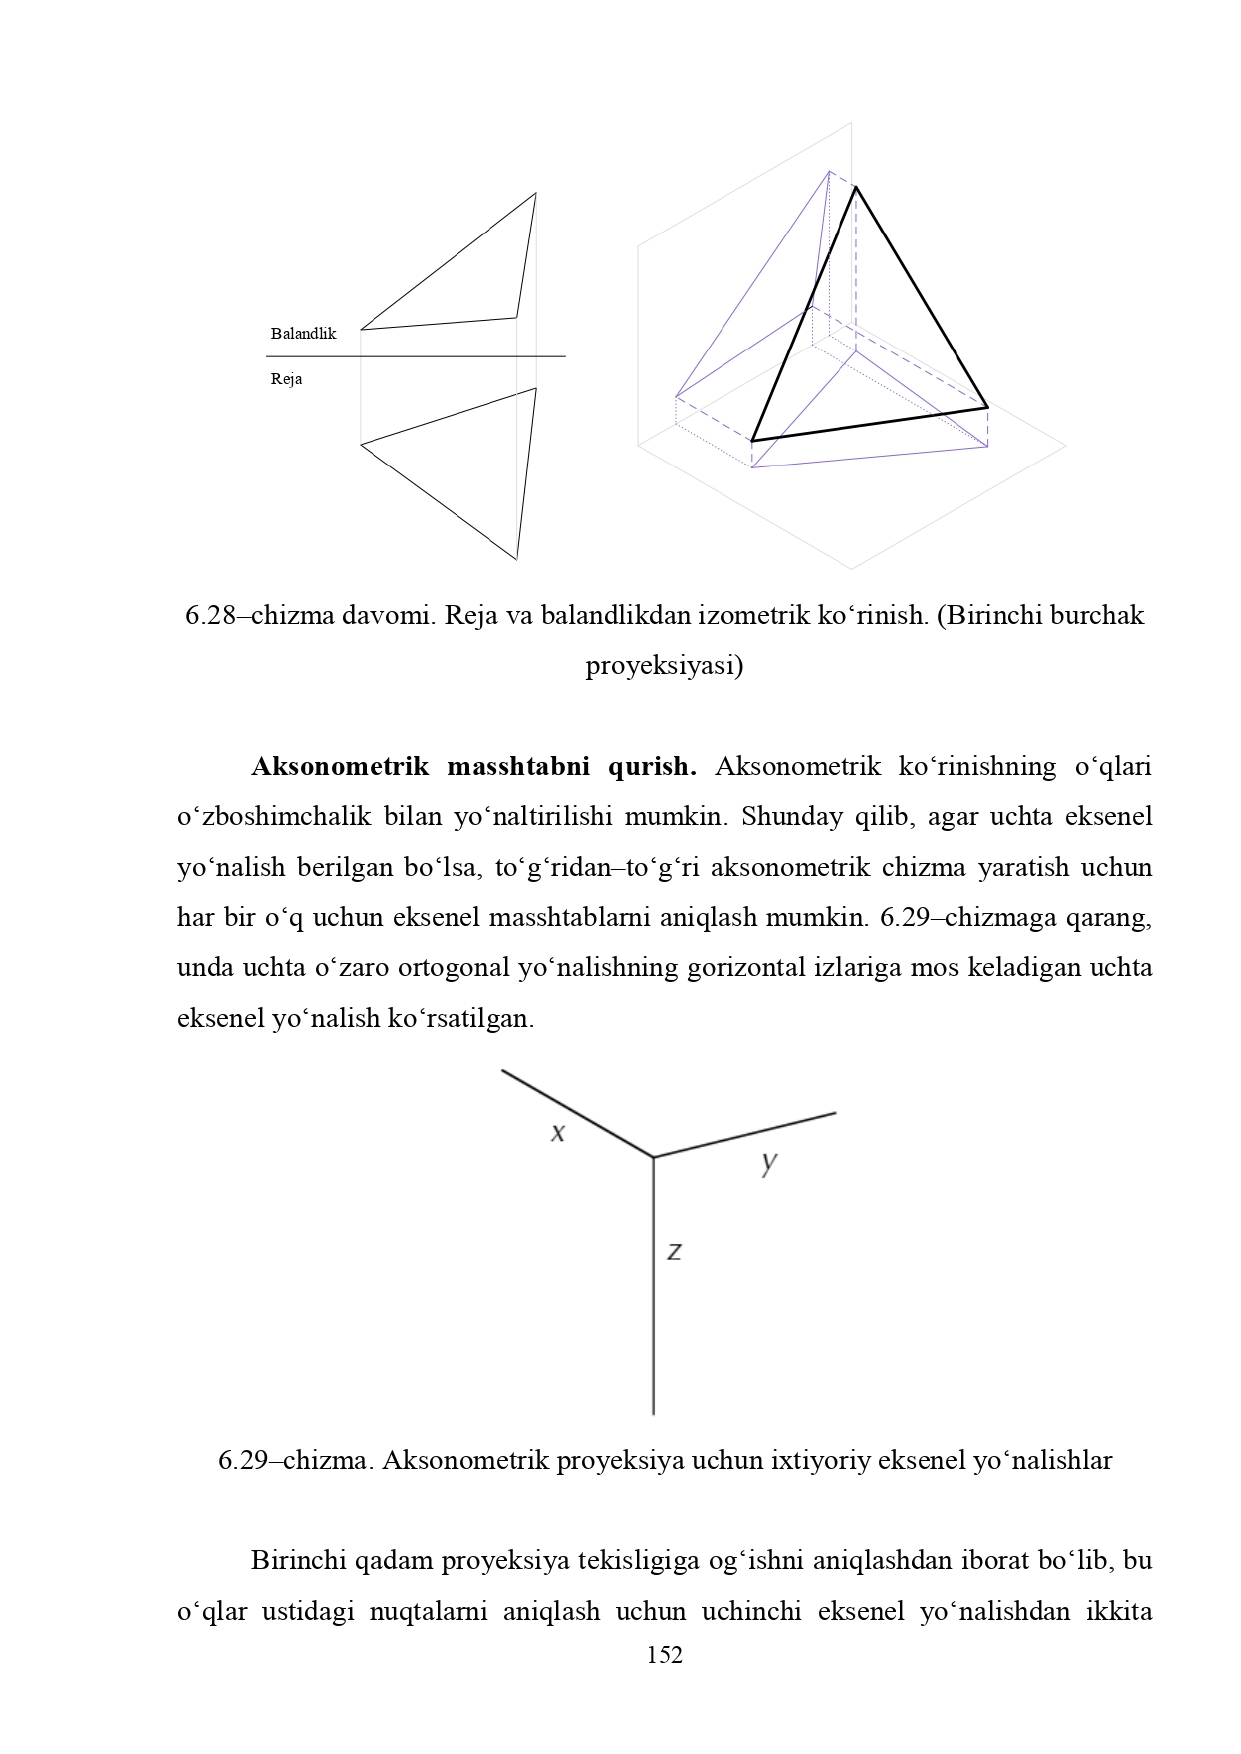 Balandlik
Reja
6.28–chizma davomi. Reja va balandlikdan izometrik ko‘rinish. (Birinchi burchak
proyeksiyasi)
Aksonometrik masshtabni qurish. Aksonometrik ko‘rinishning o‘qlari
o‘zboshimchalik bilan yo‘naltirilishi mumkin. Shunday qilib, agar uchta eksenel
yo‘nalish berilgan bo‘lsa, to‘g‘ridan–to‘g‘ri aksonometrik chizma yaratish uchun
har bir o‘q uchun eksenel masshtablarni aniqlash mumkin. 6.29–chizmaga qarang,
unda uchta o‘zaro ortogonal yo‘nalishning gorizontal izlariga mos keladigan uchta
eksenel yo‘nalish ko‘rsatilgan.
x
y
z
6.29–chizma. Aksonometrik proyeksiya uchun ixtiyoriy eksenel yo‘nalishlar
Birinchi qadam proyeksiya tekisligiga og‘ishni aniqlashdan iborat bo‘lib, bu
o‘qlar ustidagi nuqtalarni aniqlash uchun uchinchi eksenel yo‘nalishdan ikkita
152